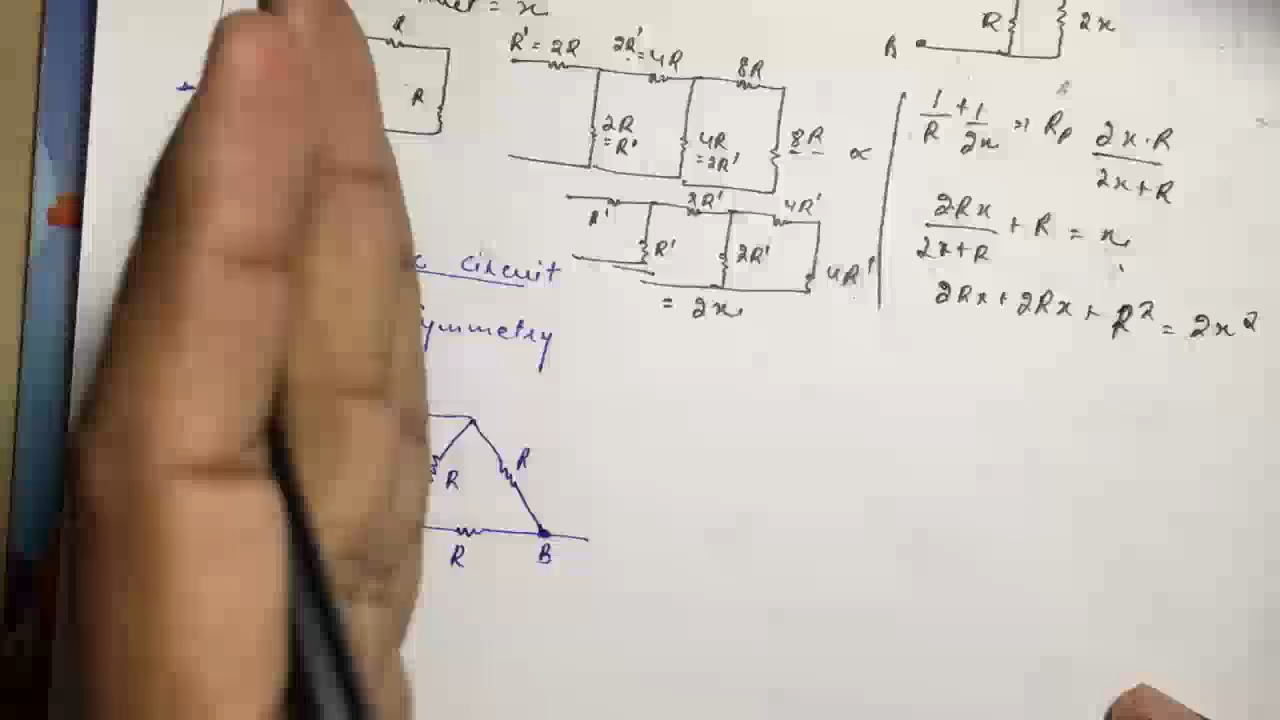 = x
R
R
R' = 2R
2R' = 4R
8R
2R
= R'
4R
= 2R'
8R
∝
R'
2R'
4R'
R'
2R'
4R'
= 2x
R
2x
1/R + 1/2x ⇒ Rp 2x·R/2x+R
2Rx/2x+R + R = x
2Rx + 2Rx + R² = 2x²
circuit
ymmetry
R
R
R
B